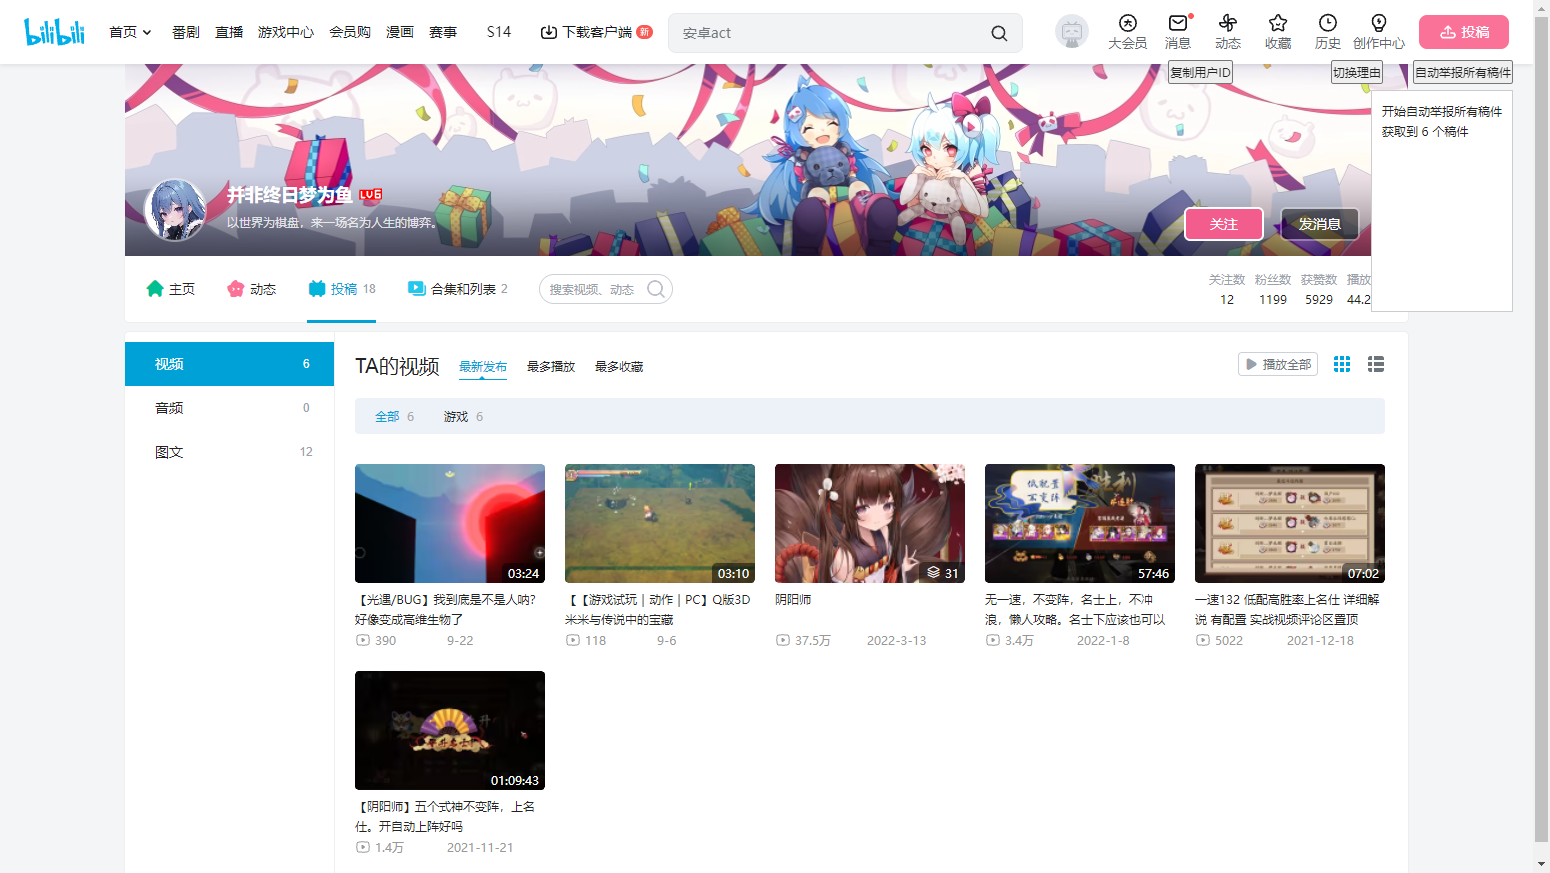 bilibili
首页
番剧
直播
游戏中心
会员购
漫画
赛事
S14
下载客户端 新
安卓act
大会员
消息
动态
收藏
历史
创作中心
投稿
复制用户ID
切换理由
自动举报所有稿件
开始自动举报所有稿件
获取到 6 个稿件
并非终日梦为鱼 LV6
以世界为棋盘，来一场名为人生的博弈。
关注
发消息
主页
动态
投稿 18
合集和列表 2
搜索视频、动态
关注数 粉丝数 获赞数 播放
12 1199 5929 44.2
视频 6
音频 0
图文 12
TA的视频
最新发布
最多播放
最多收藏
播放全部
全部 6
游戏 6
03:24
【光遇/BUG】我到底是不是人呐？
好像变成高维生物了
390 9-22
03:10
【【游戏试玩 | 动作 | PC】Q版3D
米米与传说中的宝藏
118 9-6
31
阴阳师
37.5万 2022-3-13
低配置
不变阵
57:46
无一速，不变阵，名士上，不冲
浪，懒人攻略。名士下应该也可以
3.4万 2022-1-8
07:02
一速132 低配高胜率上名仕 详细解
说 有配置 实战视频评论区置顶
5022 2021-12-18
01:09:43
【阴阳师】五个式神不变阵，上名
仕。开自动上阵好吗
1.4万 2021-11-21